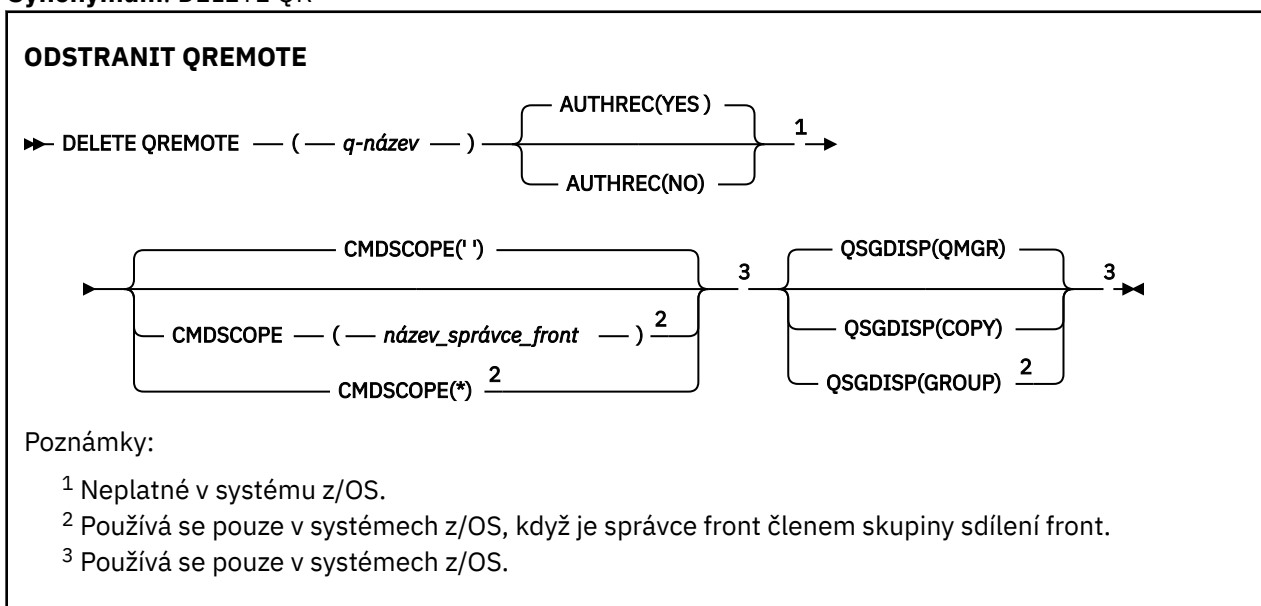 Synonymum: DELETE QR
ODSTRANIT QREMOTE
AUTHREC(YES )
DELETE QREMOTE ( q-název ) 1
AUTHREC(NO)
CMDSCOPE(' ') QSGDISP(QMGR)
3 3
CMDSCOPE ( název_správce_front ) 2 QSGDISP(COPY)
CMDSCOPE(*) 2 QSGDISP(GROUP) 2
Poznámky:
1 Neplatné v systému z/OS.
2 Používá se pouze v systémech z/OS, když je správce front členem skupiny sdílení front.
3 Používá se pouze v systémech z/OS.